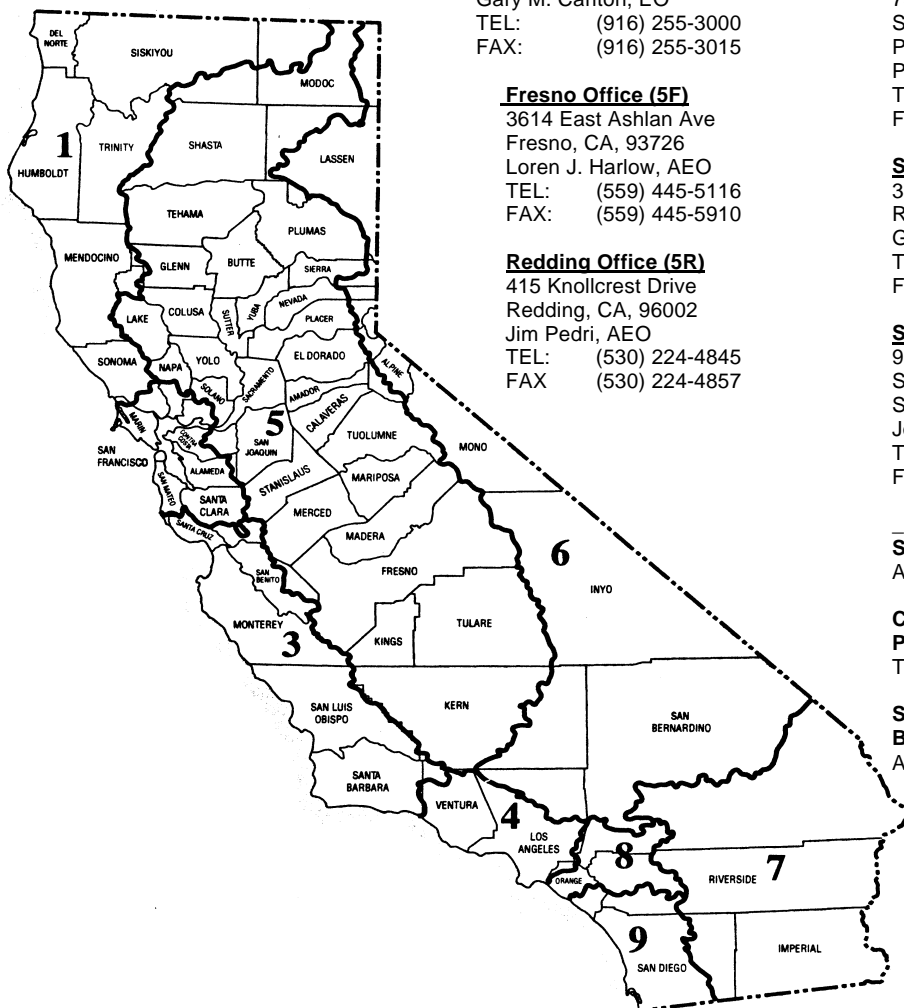 Gary M. Carlton, EO
TEL: (916) 255-3000
FAX: (916) 255-3015
Fresno Office (5F)
3614 East Ashlan Ave
Fresno, CA, 93726
Loren J. Harlow, AEO
TEL: (559) 445-5116
FAX: (559) 445-5910
Redding Office (5R)
415 Knollcrest Drive
Redding, CA, 96002
Jim Pedri, AEO
TEL: (530) 224-4845
FAX (530) 224-4857
DEL
NORTE
SISKIYOU
MODOC
1
HUMBOLDT
TRINITY
SHASTA
LASSEN
TEHAMA
PLUMAS
MENDOCINO
GLENN
BUTTE
SIERRA
LAKE
COLUSA
SUTTER
YUBA
NEVADA
PLACER
SONOMA
NAPA
YOLO
SACRAMENTO
EL DORADO
ALPINE
SOLANO
AMADOR
MARIN
CONTRA
COSTA
5
SAN
JOAQUIN
CALAVERAS
TUOLUMNE
MONO
SAN
FRANCISCO
ALAMEDA
STANISLAUS
MARIPOSA
SAN MATEO
SANTA
CLARA
MERCED
MADERA
SANTA CRUZ
6
SAN
BENITO
FRESNO
INYO
MONTEREY
3
KINGS
TULARE
SAN LUIS
OBISPO
KERN
SAN
BERNARDINO
SANTA
BARBARA
VENTURA
4
LOS
ANGELES
8
ORANGE
RIVERSIDE
7
9
SAN DIEGO
IMPERIAL
7
S
P
P
T
F
S
3
R
G
T
F
S
9
S
S
J
T
F
S
A
C
P
T
S
B
A